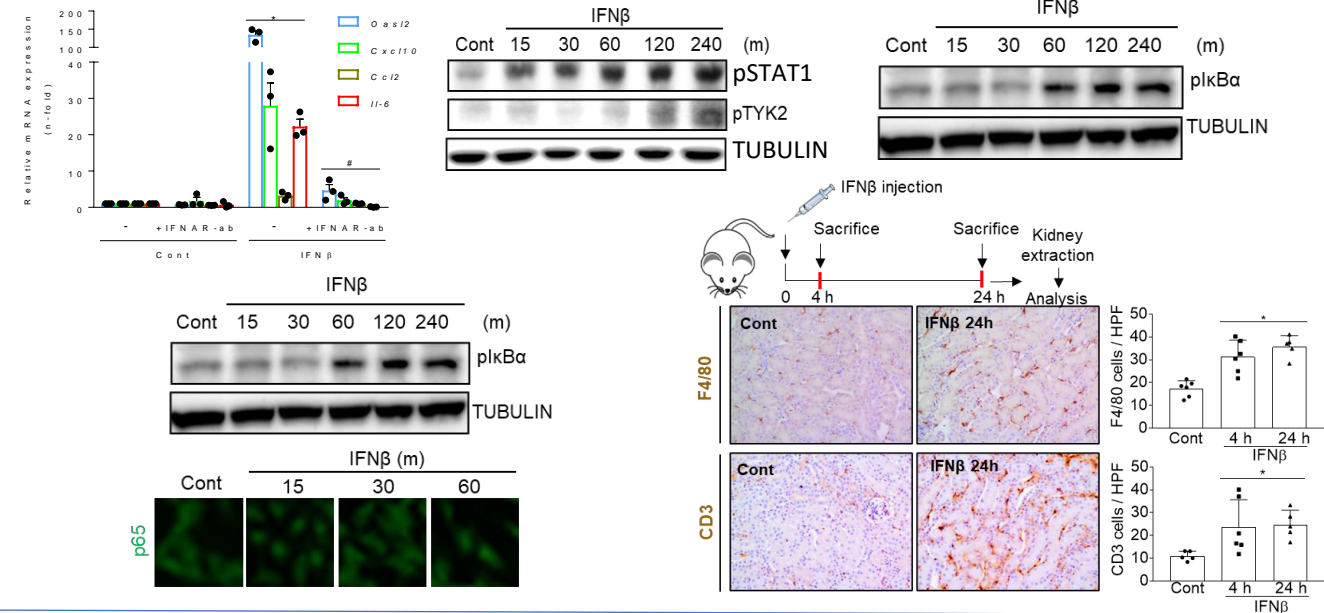 Relative mRNA expression
(n-fold)
200
150
100
40
30
20
10
0
*
#
Oasl2
Cxcl10
Ccl2
Il-6
- +IFNAR-ab - +IFNAR-ab
Cont IFNβ
IFNβ
Cont 15 30 60 120 240 (m)
pSTAT1
pTYK2
TUBULIN
IFNβ
Cont 15 30 60 120 240 (m)
pIκBα
TUBULIN
IFNβ injection
Sacrifice Sacrifice Kidney
extraction
0 4 h 24 h Analysis
IFNβ
Cont 15 30 60 120 240 (m)
pIκBα
TUBULIN
IFNβ (m)
Cont 15 30 60
p65
F4/80
Cont IFNβ 24h
F4/80 cells / HPF
50
40
30
20
10
0
*
Cont 4 h 24 h
IFNβ
CD3
Cont IFNβ 24h
CD3 cells / HPF
50
40
30
20
10
0
*
Cont 4 h 24 h
IFNβ